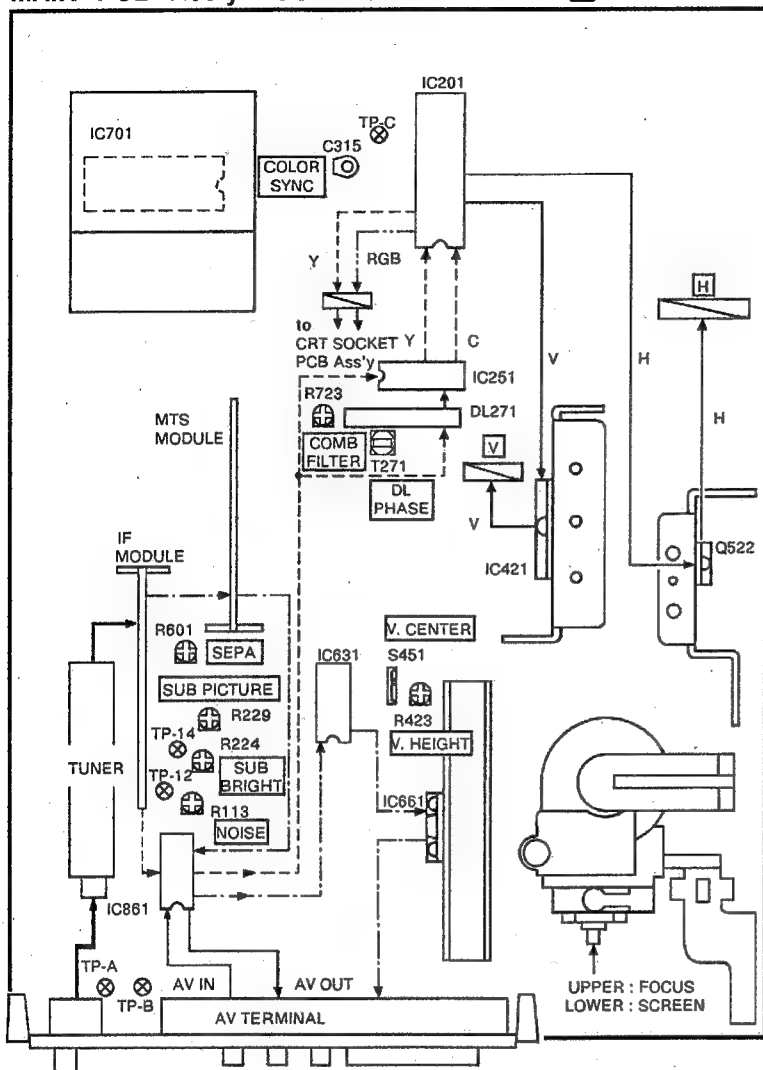 IC201
TP-C
IC701
C315
COLOR
SYNC
Y
RGB
H
to
CRT SOCKET
PCB Ass'y
Y
C
IC251
V
H
R723
DL271
MTS
MODULE
COMB
FILTER
T271
V
H
DL
PHASE
IF
MODULE
V
IC421
Q522
R601
V. CENTER
SEPA
IC631
S451
SUB PICTURE
R229
R423
TP-14
R224
V. HEIGHT
TUNER
SUB
BRIGHT
TP-12
IC661
R113
NOISE
IC861
TP-A
AV IN
AV OUT
TP-B
UPPER : FOCUS
LOWER : SCREEN
AV TERMINAL